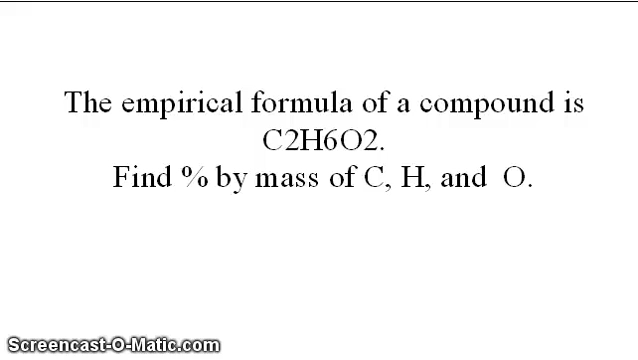 The empirical formula of a compound is
C2H6O2.
Find % by mass of C, H, and O.
Screencast-O-Matic.com